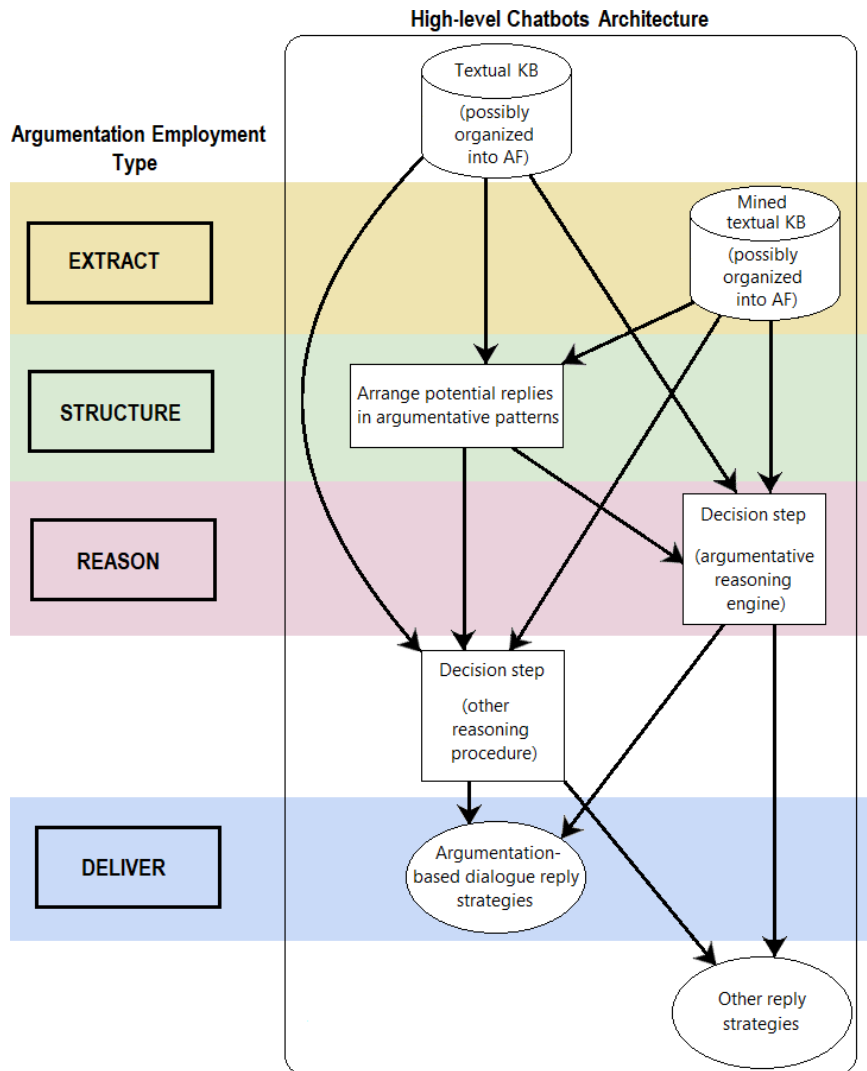 High-level Chatbots Architecture
Textual KB
(possibly
organized
into AF)
Argumentation Employment
Type
Mined
textual KB
(possibly
organized
into AF)
EXTRACT
Arrange potential replies
in argumentative patterns
STRUCTURE
Decision step
(argumentative
reasoning
engine)
REASON
Decision step
(other
reasoning
procedure)
Argumentation-
based dialogue reply
strategies
DELIVER
Other reply
strategies